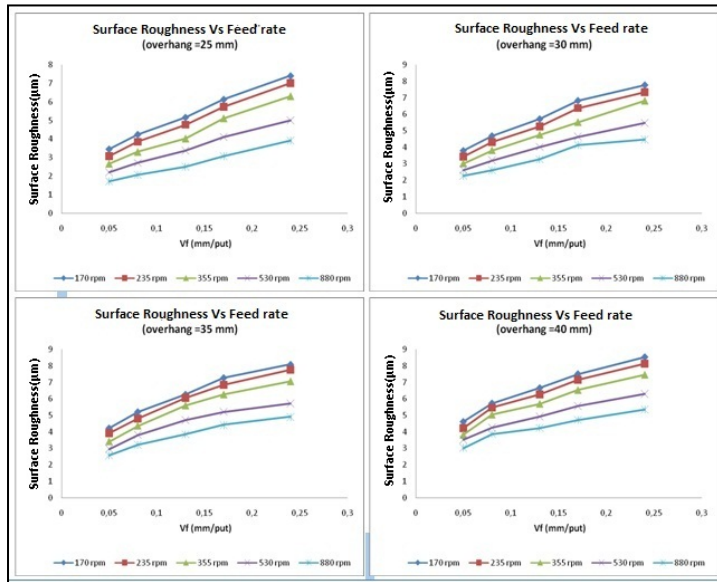 Surface Roughness Vs Feed rate
(overhang =25 mm)
Surface Roughness(µm)
8
7
6
5
4
3
2
1
0
0 0,05 0,1 0,15 0,2 0,25 0,3
Vf (mm/put)
170 rpm 235 rpm 355 rpm 530 rpm 880 rpm
Surface Roughness Vs Feed rate
(overhang =30 mm)
Surface Roughness(µm)
9
8
7
6
5
4
3
2
1
0
0 0,05 0,1 0,15 0,2 0,25 0,3
Vf (mm/put)
170 rpm 235 rpm 355 rpm 530 rpm 880 rpm
Surface Roughness Vs Feed rate
(overhang =35 mm)
Surface Roughness(µm)
9
8
7
6
5
4
3
2
1
0
0 0,05 0,1 0,15 0,2 0,25 0,3
Vf (mm/put)
170 rpm 235 rpm 355 rpm 530 rpm 880 rpm
Surface Roughness Vs Feed rate
(overhang =40 mm)
Surface Roughness(µm)
9
8
7
6
5
4
3
2
1
0
0 0,05 0,1 0,15 0,2 0,25 0,3
Vf (mm/put)
170 rpm 235 rpm 355 rpm 530 rpm 880 rpm